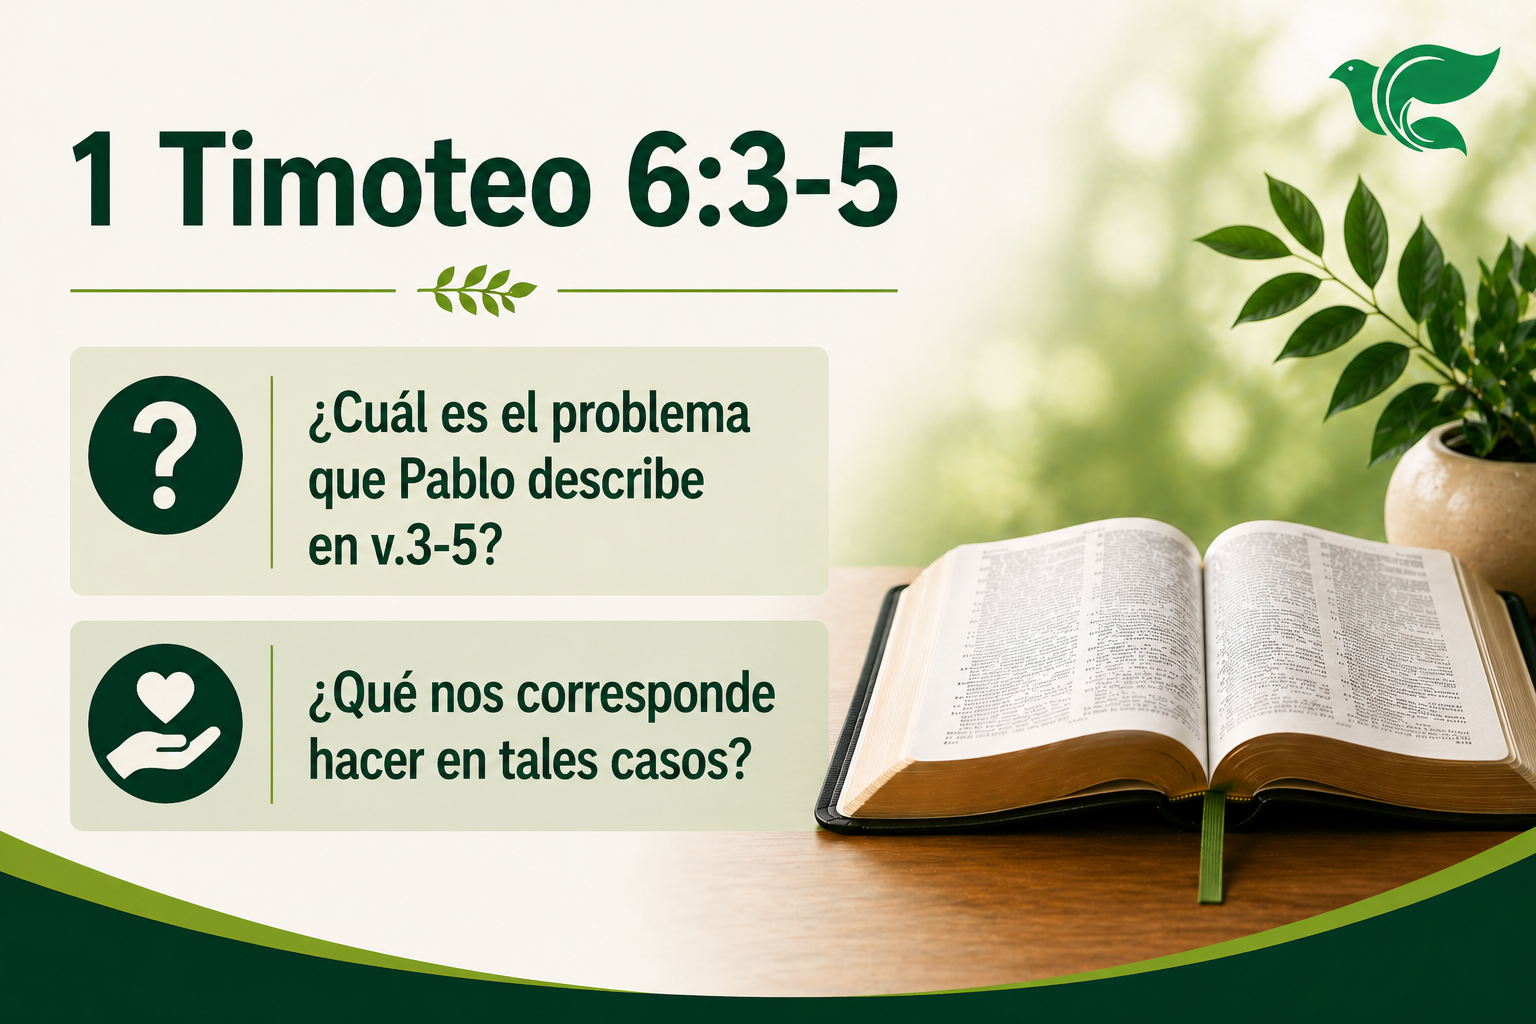 1 Timoteo 6:3-5
¿Cuál es el problema
que Pablo describe
en v.3-5?
¿Qué nos corresponde
hacer en tales casos?